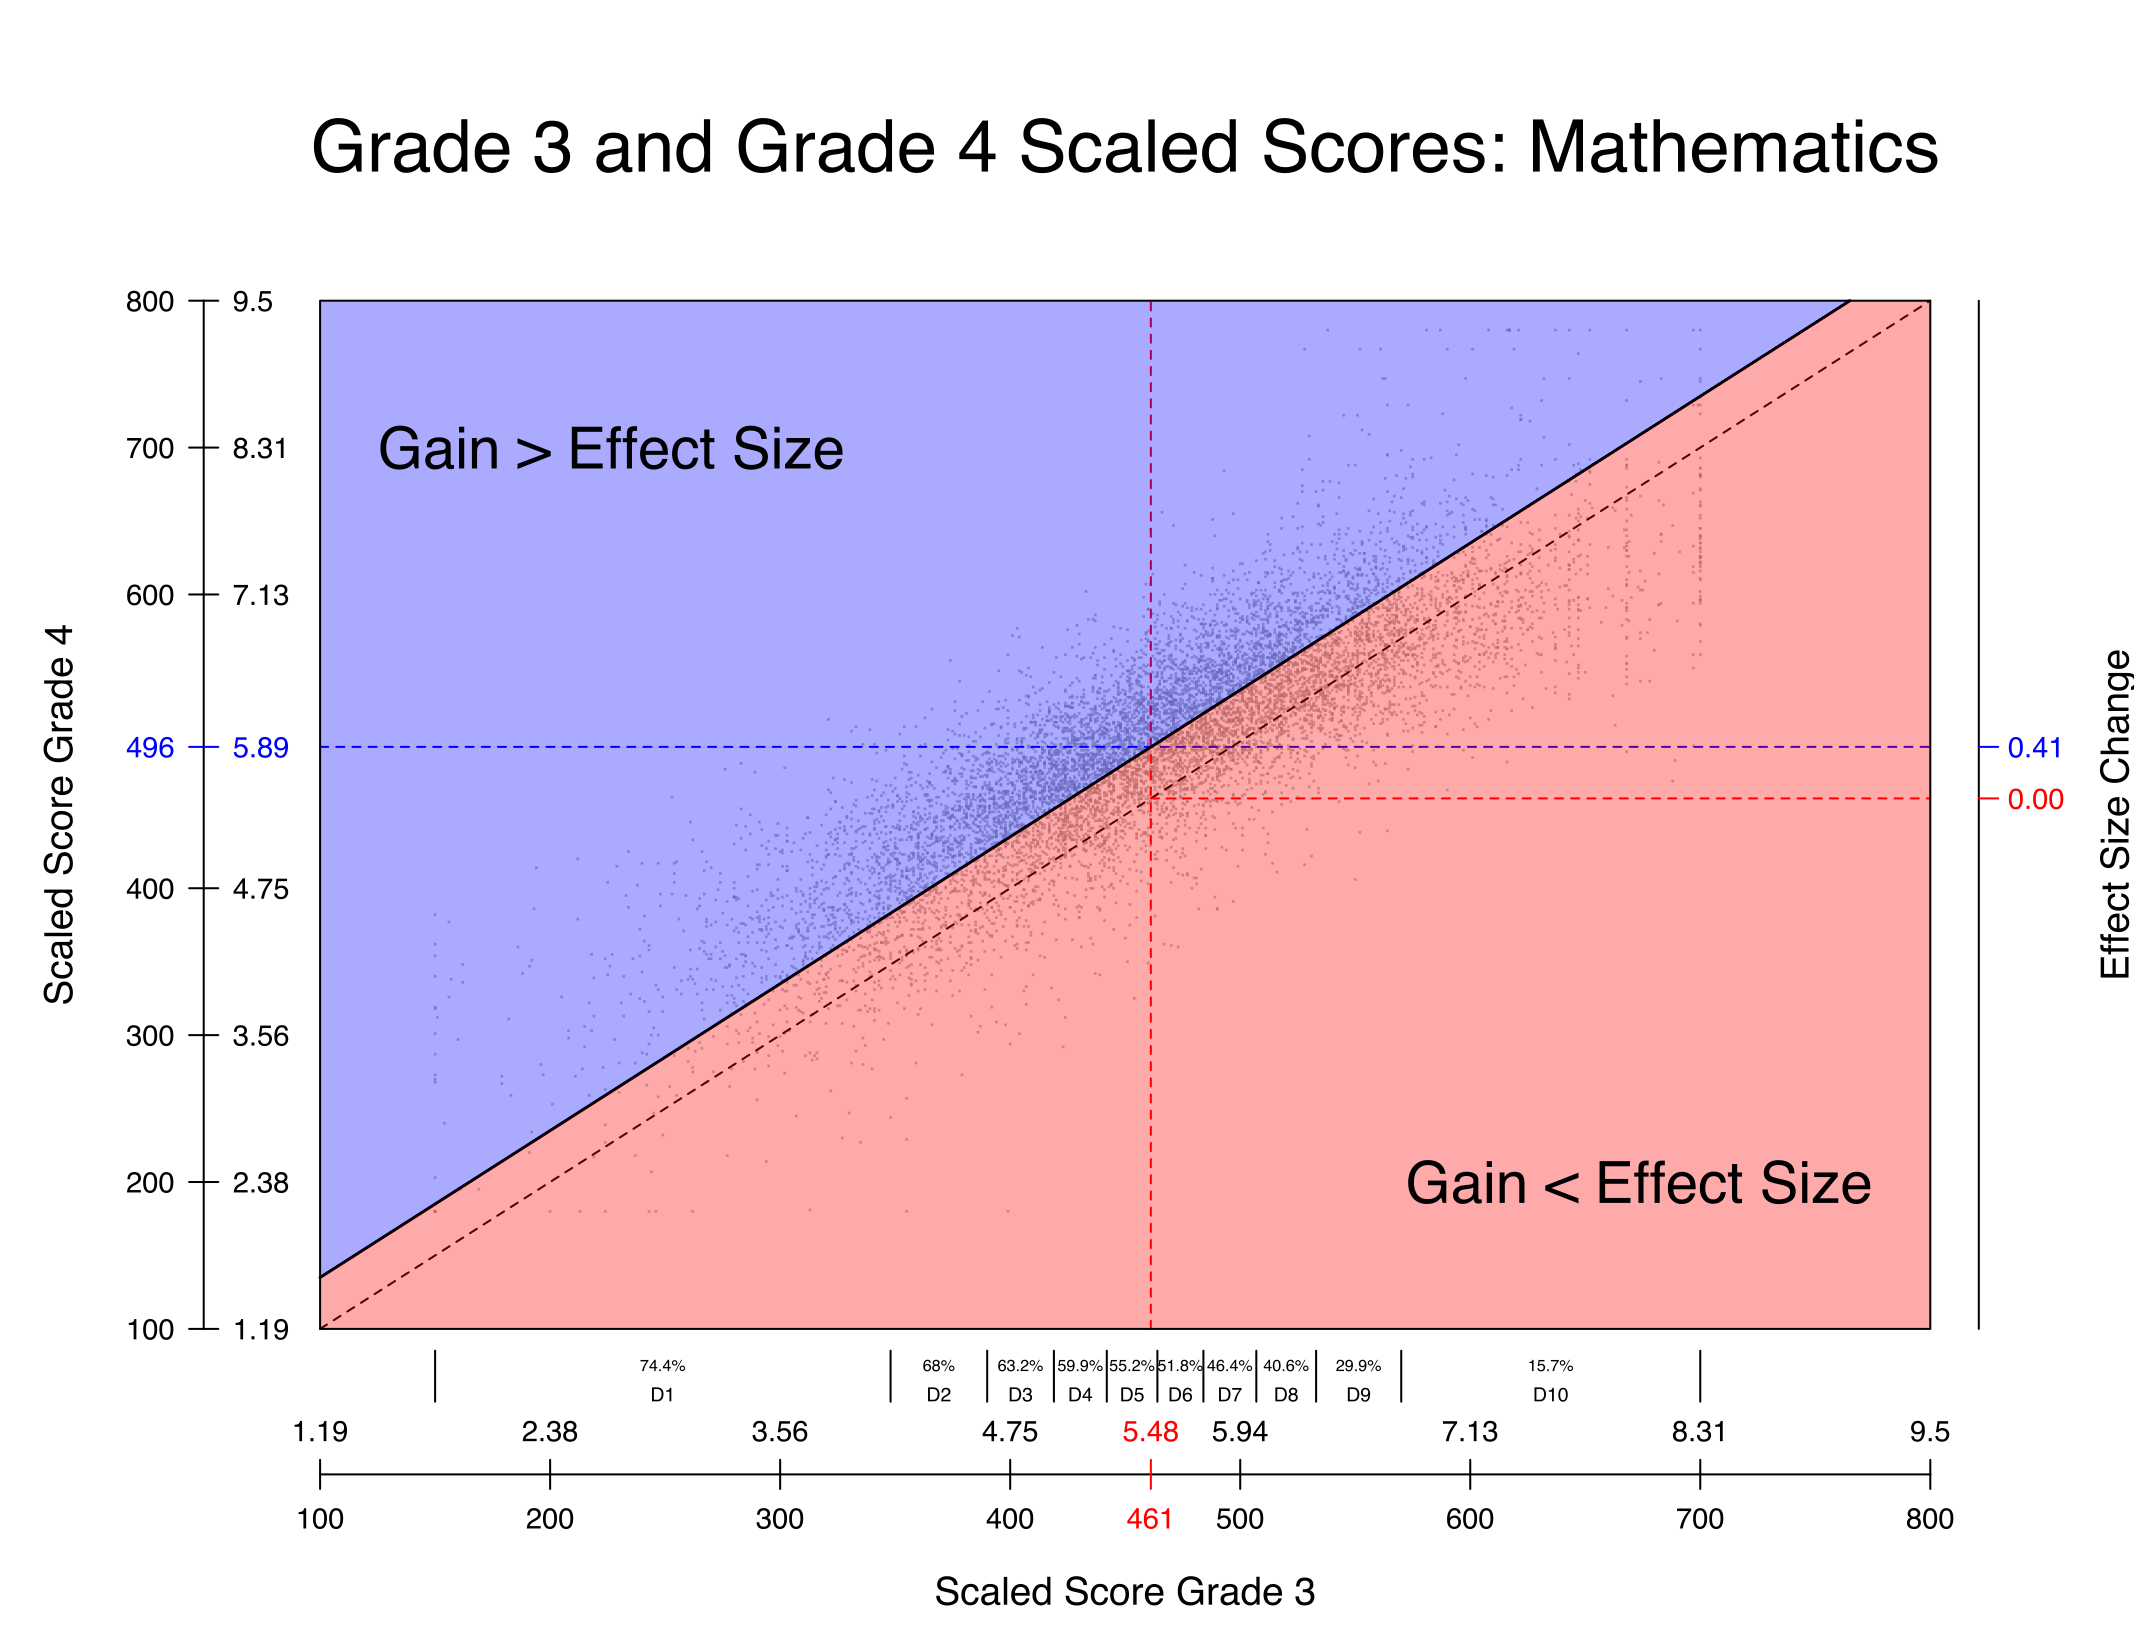 Grade 3 and Grade 4 Scaled Scores: Mathematics
800 9.5
Gain > Effect Size
700 8.31
600 7.13
Scaled Score Grade 4
496 5.89
0.41
0.00
Effect Size Change
400 4.75
300 3.56
200 2.38
Gain < Effect Size
100 1.19
74.4% 68% 63.2% 59.9% 55.2% 51.8% 46.4% 40.6% 29.9% 15.7%
D1 D2 D3 D4 D5 D6 D7 D8 D9 D10
1.19 2.38 3.56 4.75 5.48 5.94 7.13 8.31 9.5
100 200 300 400 461 500 600 700 800
Scaled Score Grade 3